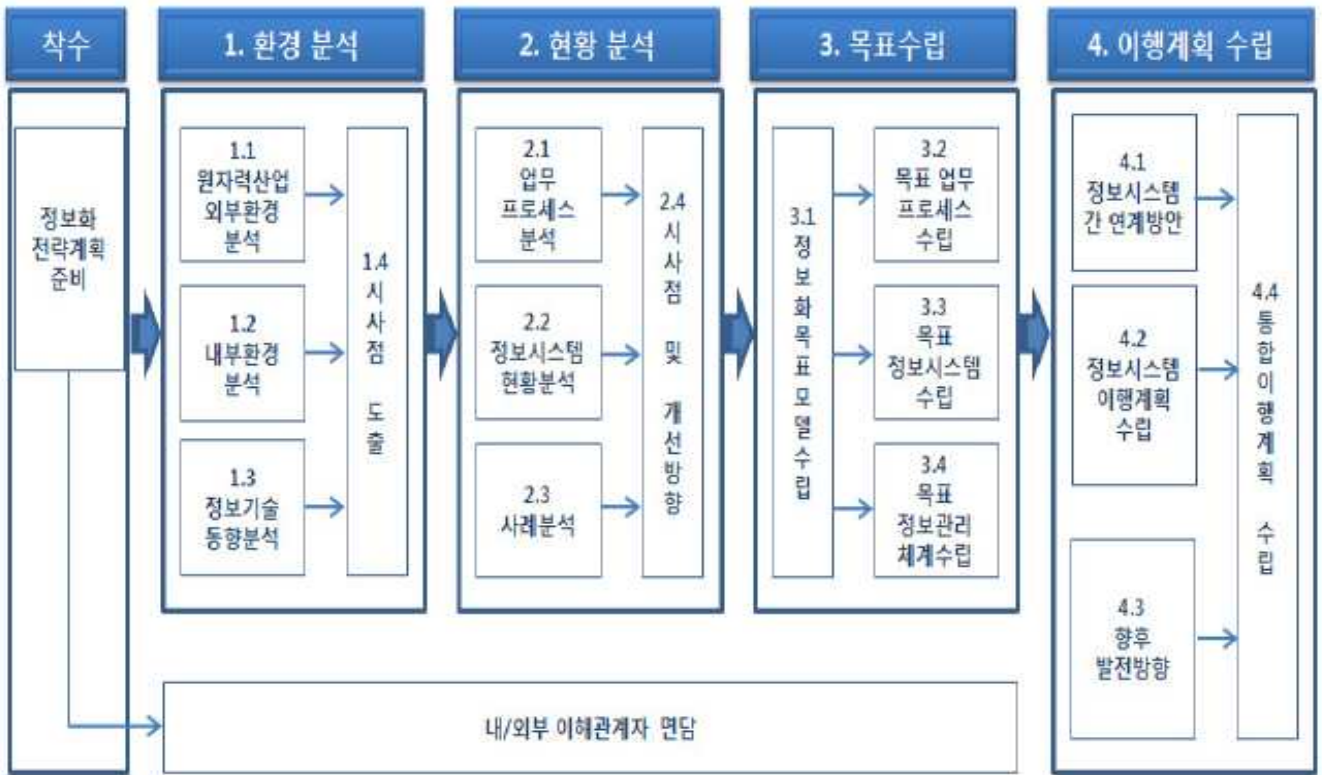 착수
정보화
전략계획
준비
1. 환경 분석
1.1
원자력산업
외부환경
분석
1.2
내부환경
분석
1.3
정보기술
동향분석
1.4
시
사
점
도
출
2. 현황 분석
2.1
업무
프로세스
분석
2.2
정보시스템
현황분석
2.3
사례분석
2.4
시
사
점
및
개
선
방
향
3. 목표수립
3.1
정
보
화
목
표
모
델
수
립
3.2
목표 업무
프로세스
수립
3.3
목표
정보시스템
수립
3.4
목표
정보관리
체계수립
4. 이행계획 수립
4.1
정보시스템
간 연계방안
4.2
정보시스템
이행계획
수립
4.3
향후
발전방향
4.4
통
합
이
행
계
획
수
립
내/외부 이해관계자 면담